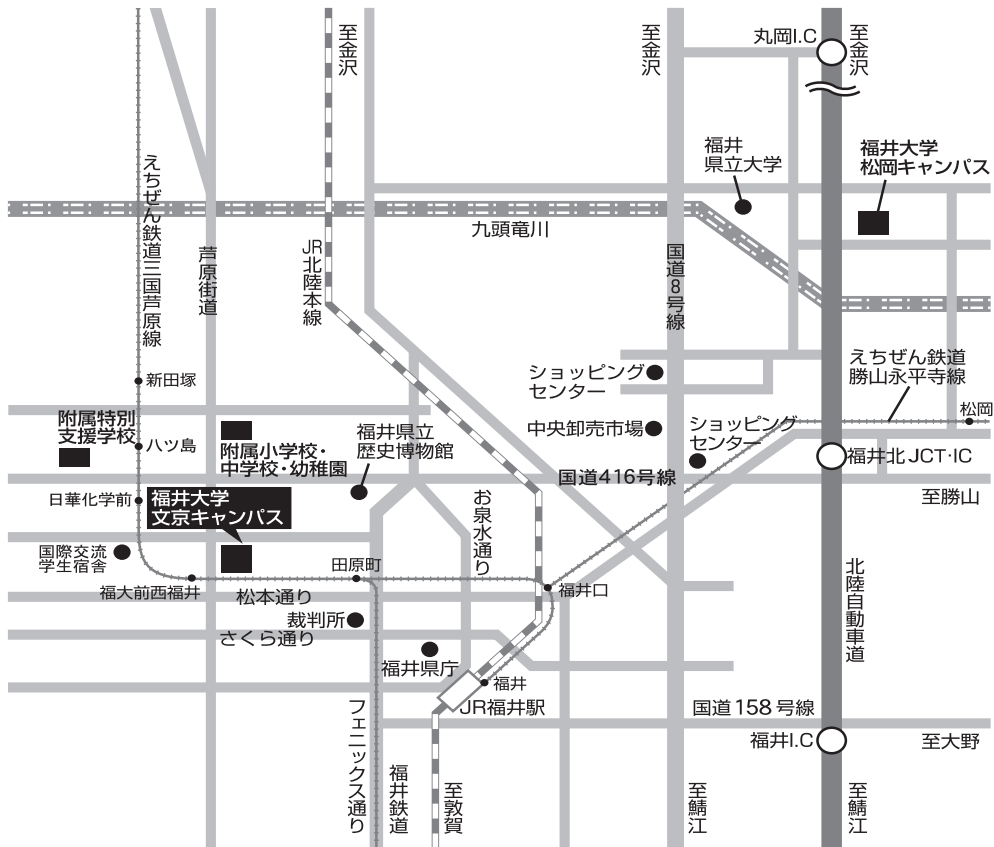 至金沢
至金沢
丸岡I.C
至金沢
福井
県立大学
福井大学
松岡キャンパス
えちぜん鉄道三国芦原線
芦原街道
JR北陸本線
九頭竜川
国道8号線
新田塚
ショッピング
センター
えちぜん鉄道
勝山永平寺線
松岡
附属特別
支援学校
八ツ島
附属小学校・
中学校・幼稚園
福井県立
歴史博物館
中央卸売市場
ショッピング
センター
福井北JCT・IC
国道416号線
至勝山
日華化学前
福井大学
文京キャンパス
お泉水通り
国際交流
学生宿舎
福大前西福井
田原町
福井口
松本通り
裁判所
さくら通り
北陸自動車道
福井県庁
福井
JR福井駅
国道158号線
福井I.C
至大野
フェニックス通り
福井鉄道
至敦賀
至鯖江
至鯖江